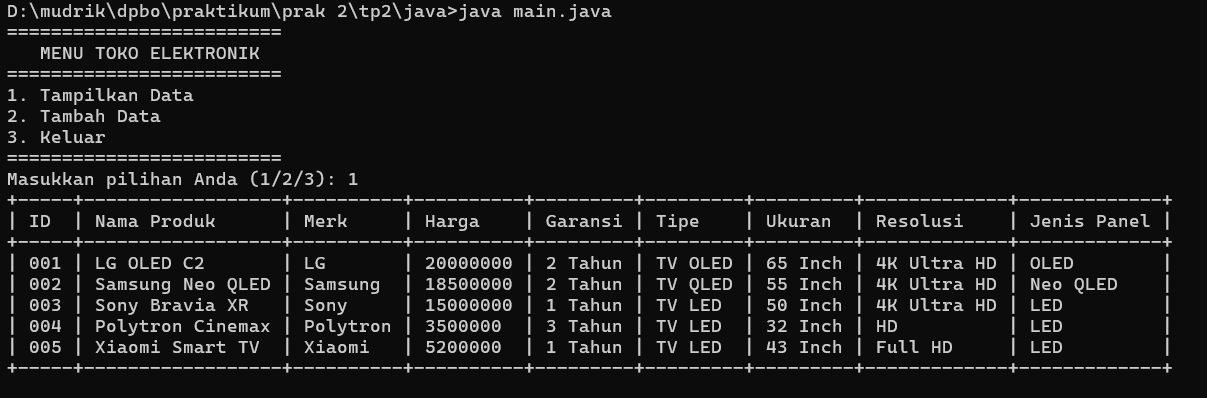 D:\mudrik\dpbo\praktikum\prak 2\tp2\java>java main.java
=========================
   MENU TOKO ELEKTRONIK
=========================
1. Tampilkan Data
2. Tambah Data
3. Keluar
=========================
Masukkan pilihan Anda (1/2/3): 1
+-----+------------------+----------+----------+---------+---------+---------+-------------+-------------+
| ID  | Nama Produk      | Merk     | Harga    | Garansi | Tipe    | Ukuran  | Resolusi    | Jenis Panel |
+-----+------------------+----------+----------+---------+---------+---------+-------------+-------------+
| 001 | LG OLED C2       | LG       | 20000000 | 2 Tahun | TV OLED | 65 Inch | 4K Ultra HD | OLED        |
| 002 | Samsung Neo QLED | Samsung  | 18500000 | 2 Tahun | TV QLED | 55 Inch | 4K Ultra HD | Neo QLED    |
| 003 | Sony Bravia XR   | Sony     | 15000000 | 1 Tahun | TV LED  | 50 Inch | 4K Ultra HD | LED         |
| 004 | Polytron Cinemax | Polytron | 3500000  | 3 Tahun | TV LED  | 32 Inch | HD          | LED         |
| 005 | Xiaomi Smart TV  | Xiaomi   | 5200000  | 1 Tahun | TV LED  | 43 Inch | Full HD     | LED         |
+-----+------------------+----------+----------+---------+---------+---------+-------------+-------------+